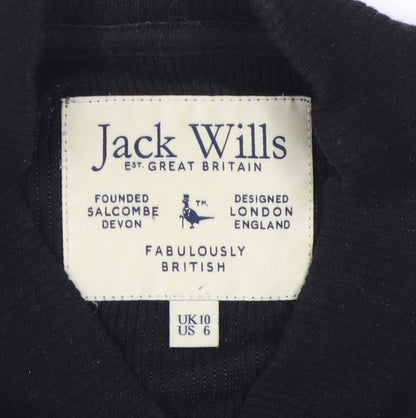 Jack Wills
EST. GREAT BRITAIN
FOUNDED
SALCOMBE
DEVON
TH.
DESIGNED
LONDON
ENGLAND
FABULOUSLY
BRITISH
UK10
US 6